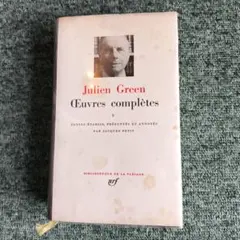 Julien Green
Œuvres complètes
I
TEXTES ÉTABLIS, PRÉSENTÉS ET ANNOTÉS
PAR JACQUES PETIT
BIBLIOTHÈQUE DE LA PLÉIADE
nrf